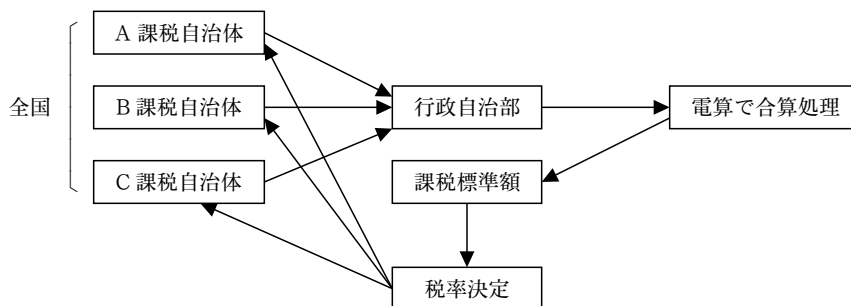 A 課税自治体
全国
B 課税自治体
行政自治部
電算で合算処理
C 課税自治体
課税標準額
税率決定